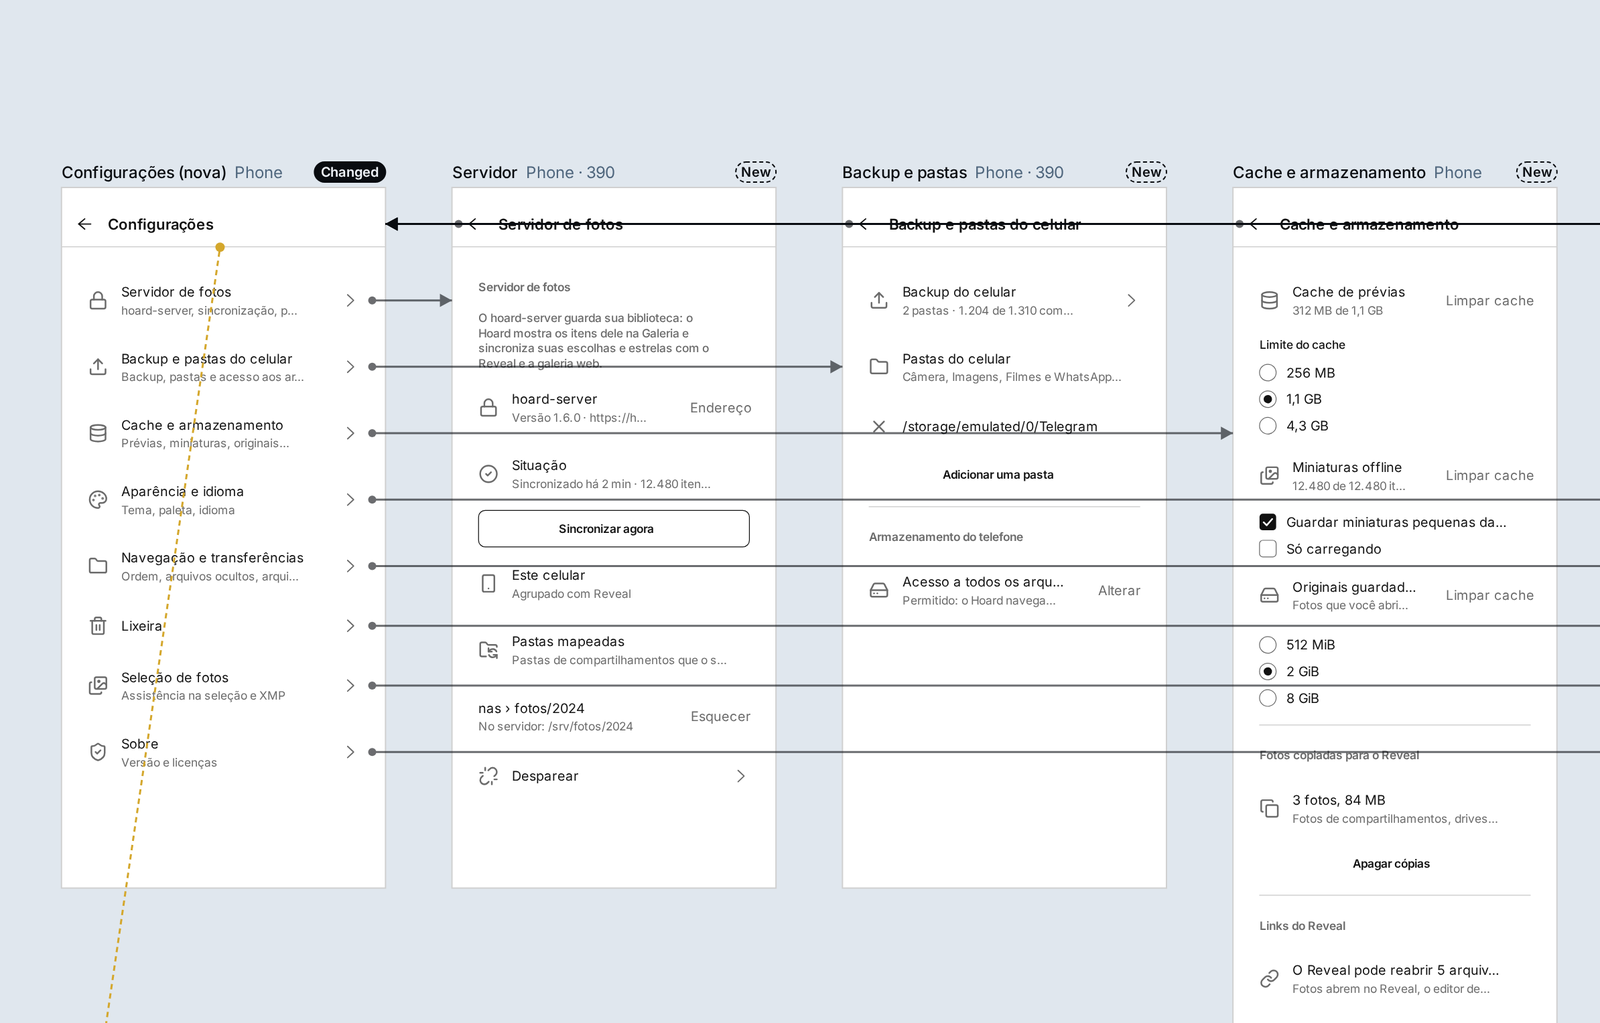 Configurações (nova) Phone Changed
Configurações
Servidor de fotos
hoard-server, sincronização, p...
Backup e pastas do celular
Backup, pastas e acesso aos ar...
Cache e armazenamento
Prévias, miniaturas, originais...
Aparência e idioma
Tema, paleta, idioma
Navegação e transferências
Ordem, arquivos ocultos, arqui...
Lixeira
Seleção de fotos
Assistência na seleção e XMP
Sobre
Versão e licenças
Servidor Phone · 390 New
Servidor de fotos
Servidor de fotos
O hoard-server guarda sua biblioteca: o
Hoard mostra os itens dele na Galeria e
sincroniza suas escolhas e estrelas com o
Reveal e a galeria web.
hoard-server
Versão 1.6.0 · https://h...
Endereço
Situação
Sincronizado há 2 min · 12.480 iten...
Sincronizar agora
Este celular
Agrupado com Reveal
Pastas mapeadas
Pastas de compartilhamentos que o s...
nas › fotos/2024
No servidor: /srv/fotos/2024
Esquecer
Desparear
Backup e pastas Phone · 390 New
Backup e pastas do celular
Backup do celular
2 pastas · 1.204 de 1.310 com...
Pastas do celular
Câmera, Imagens, Filmes e WhatsApp...
/storage/emulated/0/Telegram
Adicionar uma pasta
Armazenamento do telefone
Acesso a todos os arqu...
Permitido: o Hoard navega...
Alterar
Cache e armazenamento Phone New
Cache e armazenamento
Cache de prévias
312 MB de 1,1 GB
Limpar cache
Limite do cache
256 MB
1,1 GB
4,3 GB
Miniaturas offline
12.480 de 12.480 it...
Limpar cache
Guardar miniaturas pequenas da...
Só carregando
Originais guardad...
Fotos que você abri...
Limpar cache
512 MiB
2 GiB
8 GiB
Fotos copiadas para o Reveal
3 fotos, 84 MB
Fotos de compartilhamentos, drives...
Apagar cópias
Links do Reveal
O Reveal pode reabrir 5 arquiv...
Fotos abrem no Reveal, o editor de...